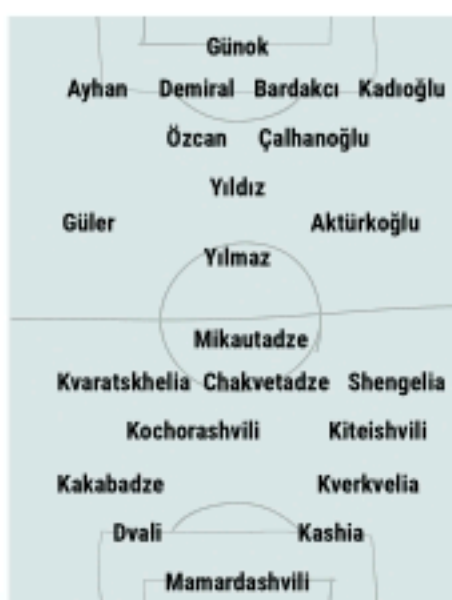 Günok
Ayhan Demiral Bardakcı Kadıoğlu
Özcan Çalhanoğlu
Yıldız
Güler Aktürkoğlu
Yılmaz
Mikautadze
Kvaratskhelia Chakvetadze Shengelia
Kochorashvili Kiteishvili
Kakabadze Kverkvelia
Dvali Kashia
Mamardashvili